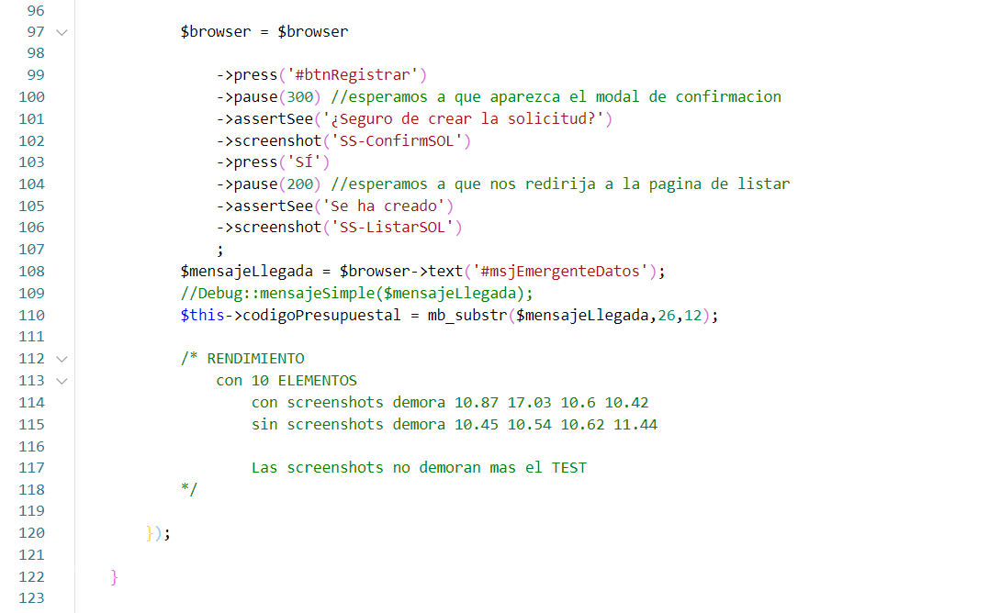 96
97 $browser = $browser
98
99 ->press('#btnRegistrar')
100 ->pause(300) //esperamos a que aparezca el modal de confirmacion
101 ->assertSee('¿Seguro de crear la solicitud?')
102 ->screenshot('SS-ConfirmSOL')
103 ->press('SÍ')
104 ->pause(200) //esperamos a que nos redirija a la pagina de listar
105 ->assertSee('Se ha creado')
106 ->screenshot('SS-ListarSOL')
107 ;
108 $mensajeLlegada = $browser->text('#msjEmergenteDatos');
109 //Debug::mensajeSimple($mensajeLlegada);
110 $this->codigoPresupuestal = mb_substr($mensajeLlegada,26,12);
111
112 /* RENDIMIENTO
113 con 10 ELEMENTOS
114 con screenshots demora 10.87 17.03 10.6 10.42
115 sin screenshots demora 10.45 10.54 10.62 11.44
116
117 Las screenshots no demoran mas el TEST
118 */
119
120 });
121
122 }
123